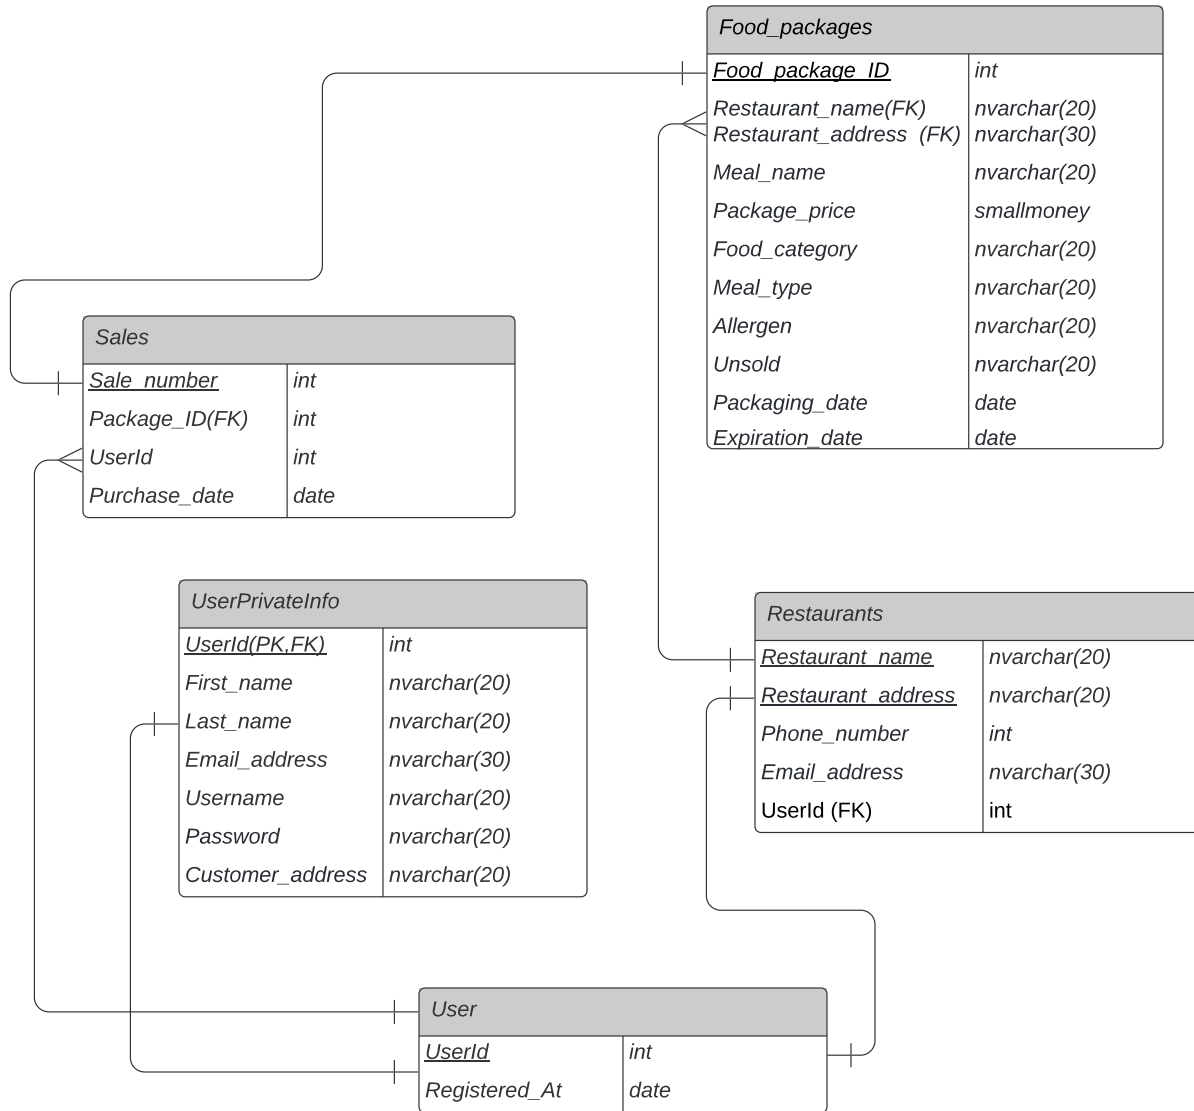 Food_packages
Food_package_ID int
Restaurant_name(FK) nvarchar(20)
Restaurant_address (FK) nvarchar(30)
Meal_name nvarchar(20)
Package_price smallmoney
Food_category nvarchar(20)
Meal_type nvarchar(20)
Allergen nvarchar(20)
Unsold nvarchar(20)
Packaging_date date
Expiration_date date
Sales
Sale_number int
Package_ID(FK) int
UserId int
Purchase_date date
UserPrivateInfo
UserId(PK,FK) int
First_name nvarchar(20)
Last_name nvarchar(20)
Email_address nvarchar(30)
Username nvarchar(20)
Password nvarchar(20)
Customer_address nvarchar(20)
Restaurants
Restaurant_name nvarchar(20)
Restaurant_address nvarchar(20)
Phone_number int
Email_address nvarchar(30)
UserId (FK) int
User
UserId int
Registered_At date